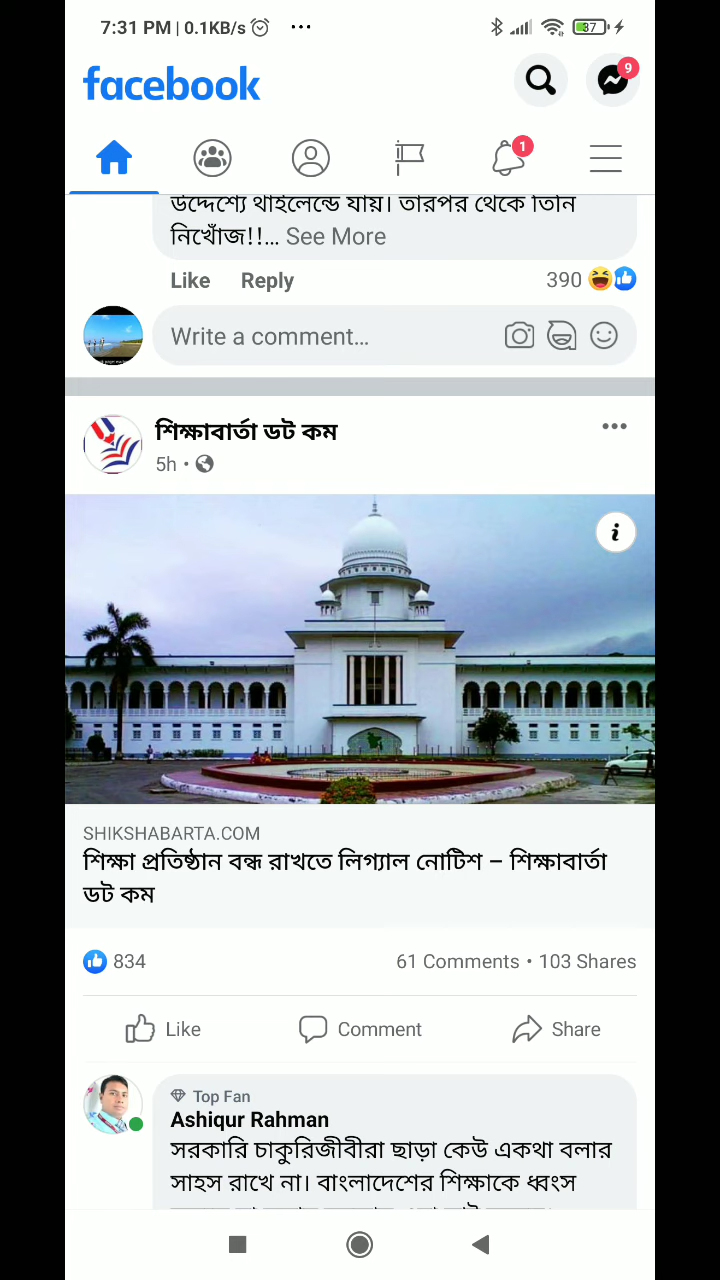 7:31 PM | 0.1KB/s
37
facebook
9
1
উদ্দেশ্যে থাইলেন্ডে যায়। তারপর থেকে তিনি
নিখোঁজ!!... See More
Like Reply 390
Write a comment...
শিক্ষাবার্তা ডট কম
5h
SHIKSHABARTA.COM
শিক্ষা প্রতিষ্ঠান বন্ধ রাখতে লিগ্যাল নোটিশ – শিক্ষাবার্তা
ডট কম
834 61 Comments • 103 Shares
Like Comment Share
Top Fan
Ashiqur Rahman
সরকারি চাকুরিজীবীরা ছাড়া কেউ একথা বলার
সাহস রাখে না। বাংলাদেশের শিক্ষাকে ধ্বংস